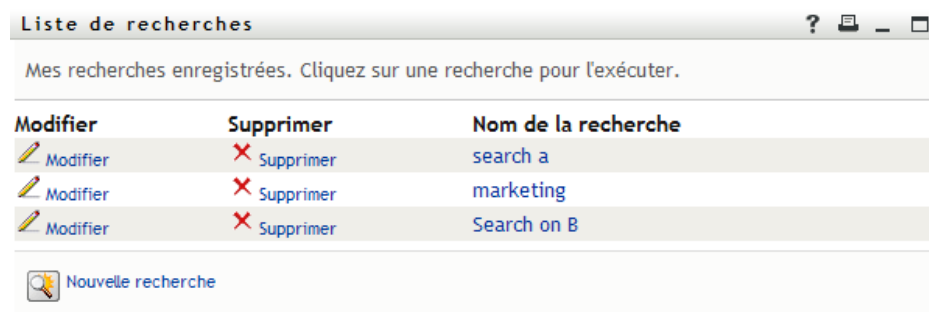 Liste de recherches ?
Mes recherches enregistrées. Cliquez sur une recherche pour l'exécuter.
Modifier Supprimer Nom de la recherche
Modifier Supprimer search a
Modifier Supprimer marketing
Modifier Supprimer Search on B
Nouvelle recherche